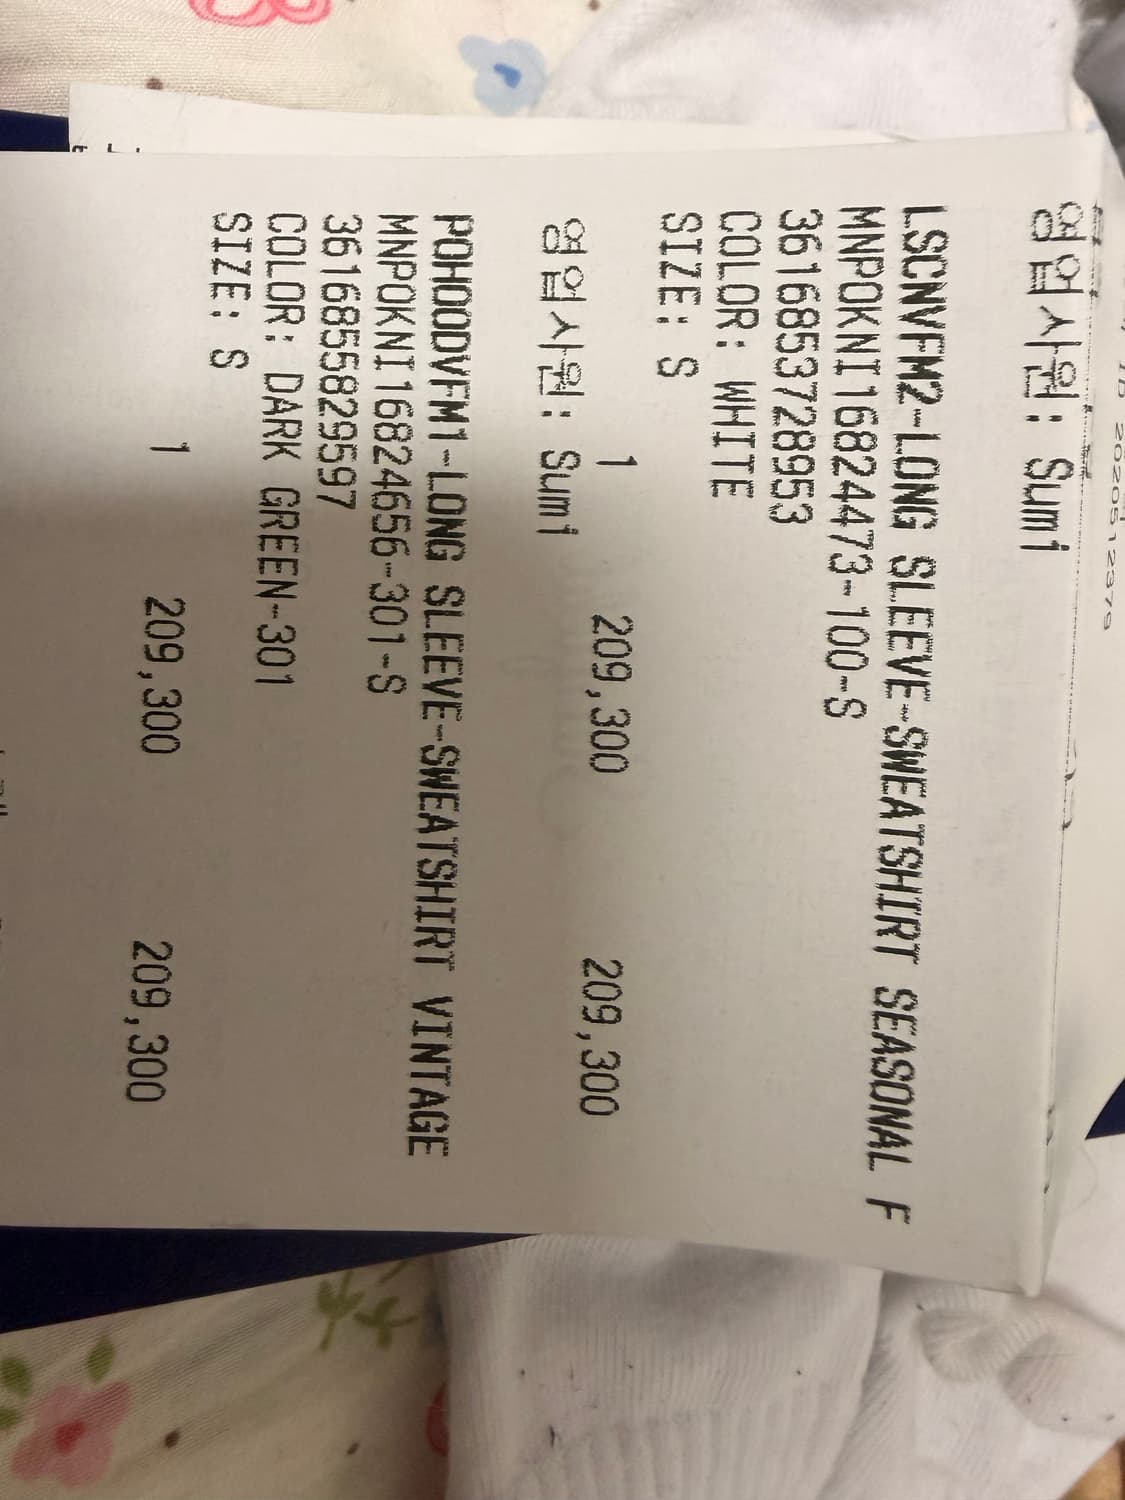 영업사원: Sumi
LSCNVFM2-LONG SLEEVE-SWEATSHIRT SEASONAL F
MNPOKNI16824473-100-S
3616853728953
COLOR: WHITE
SIZE: S
1 209,300 209,300
영업사원: Sumi
POHOODVFM1-LONG SLEEVE-SWEATSHIRT VINTAGE
MNPOKNI16824656-301-S
3616855829597
COLOR: DARK GREEN-301
SIZE: S
1 209,300 209,300